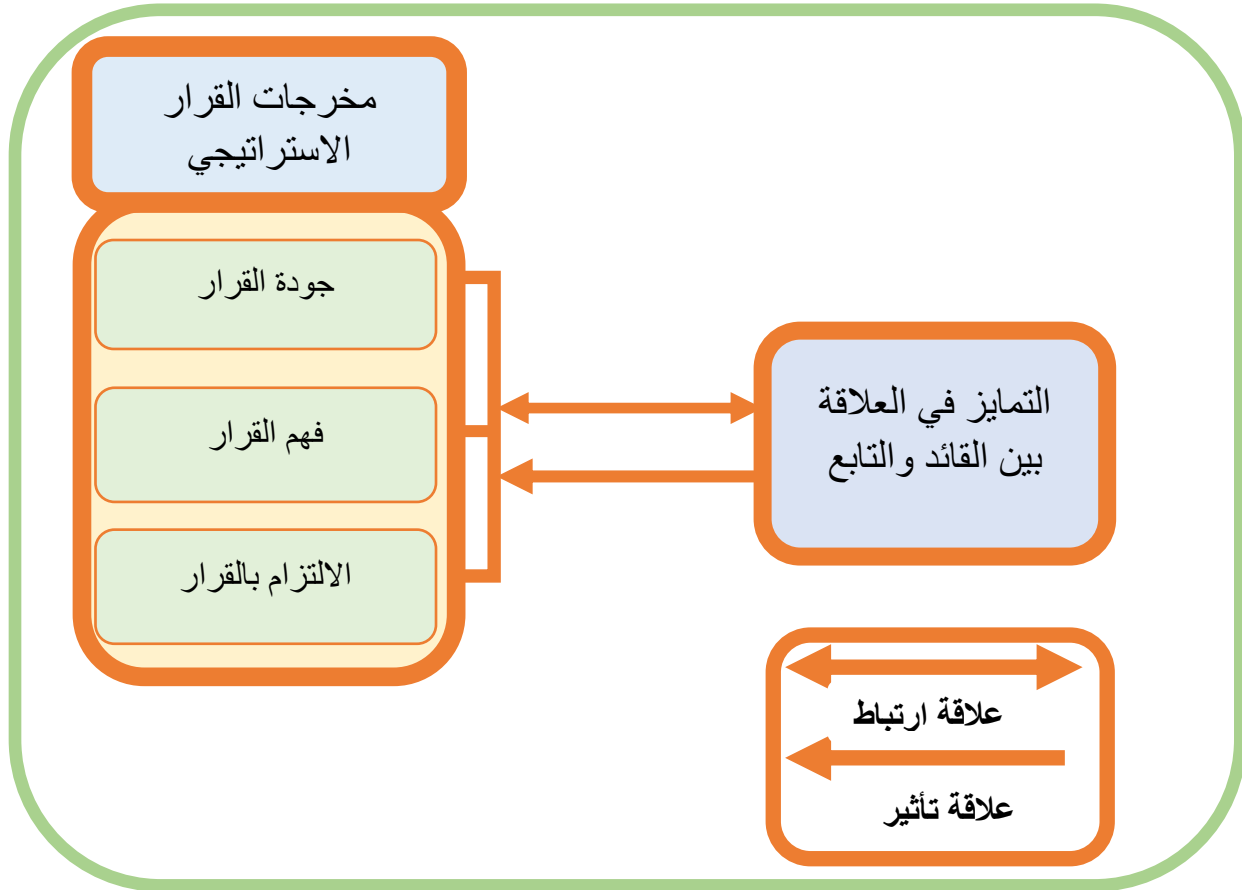 مخرجات القرار
الاستراتيجي
جودة القرار
فهم القرار
الالتزام بالقرار
التمايز في العلاقة
بين القائد والتابع
علاقة ارتباط
علاقة تأثير